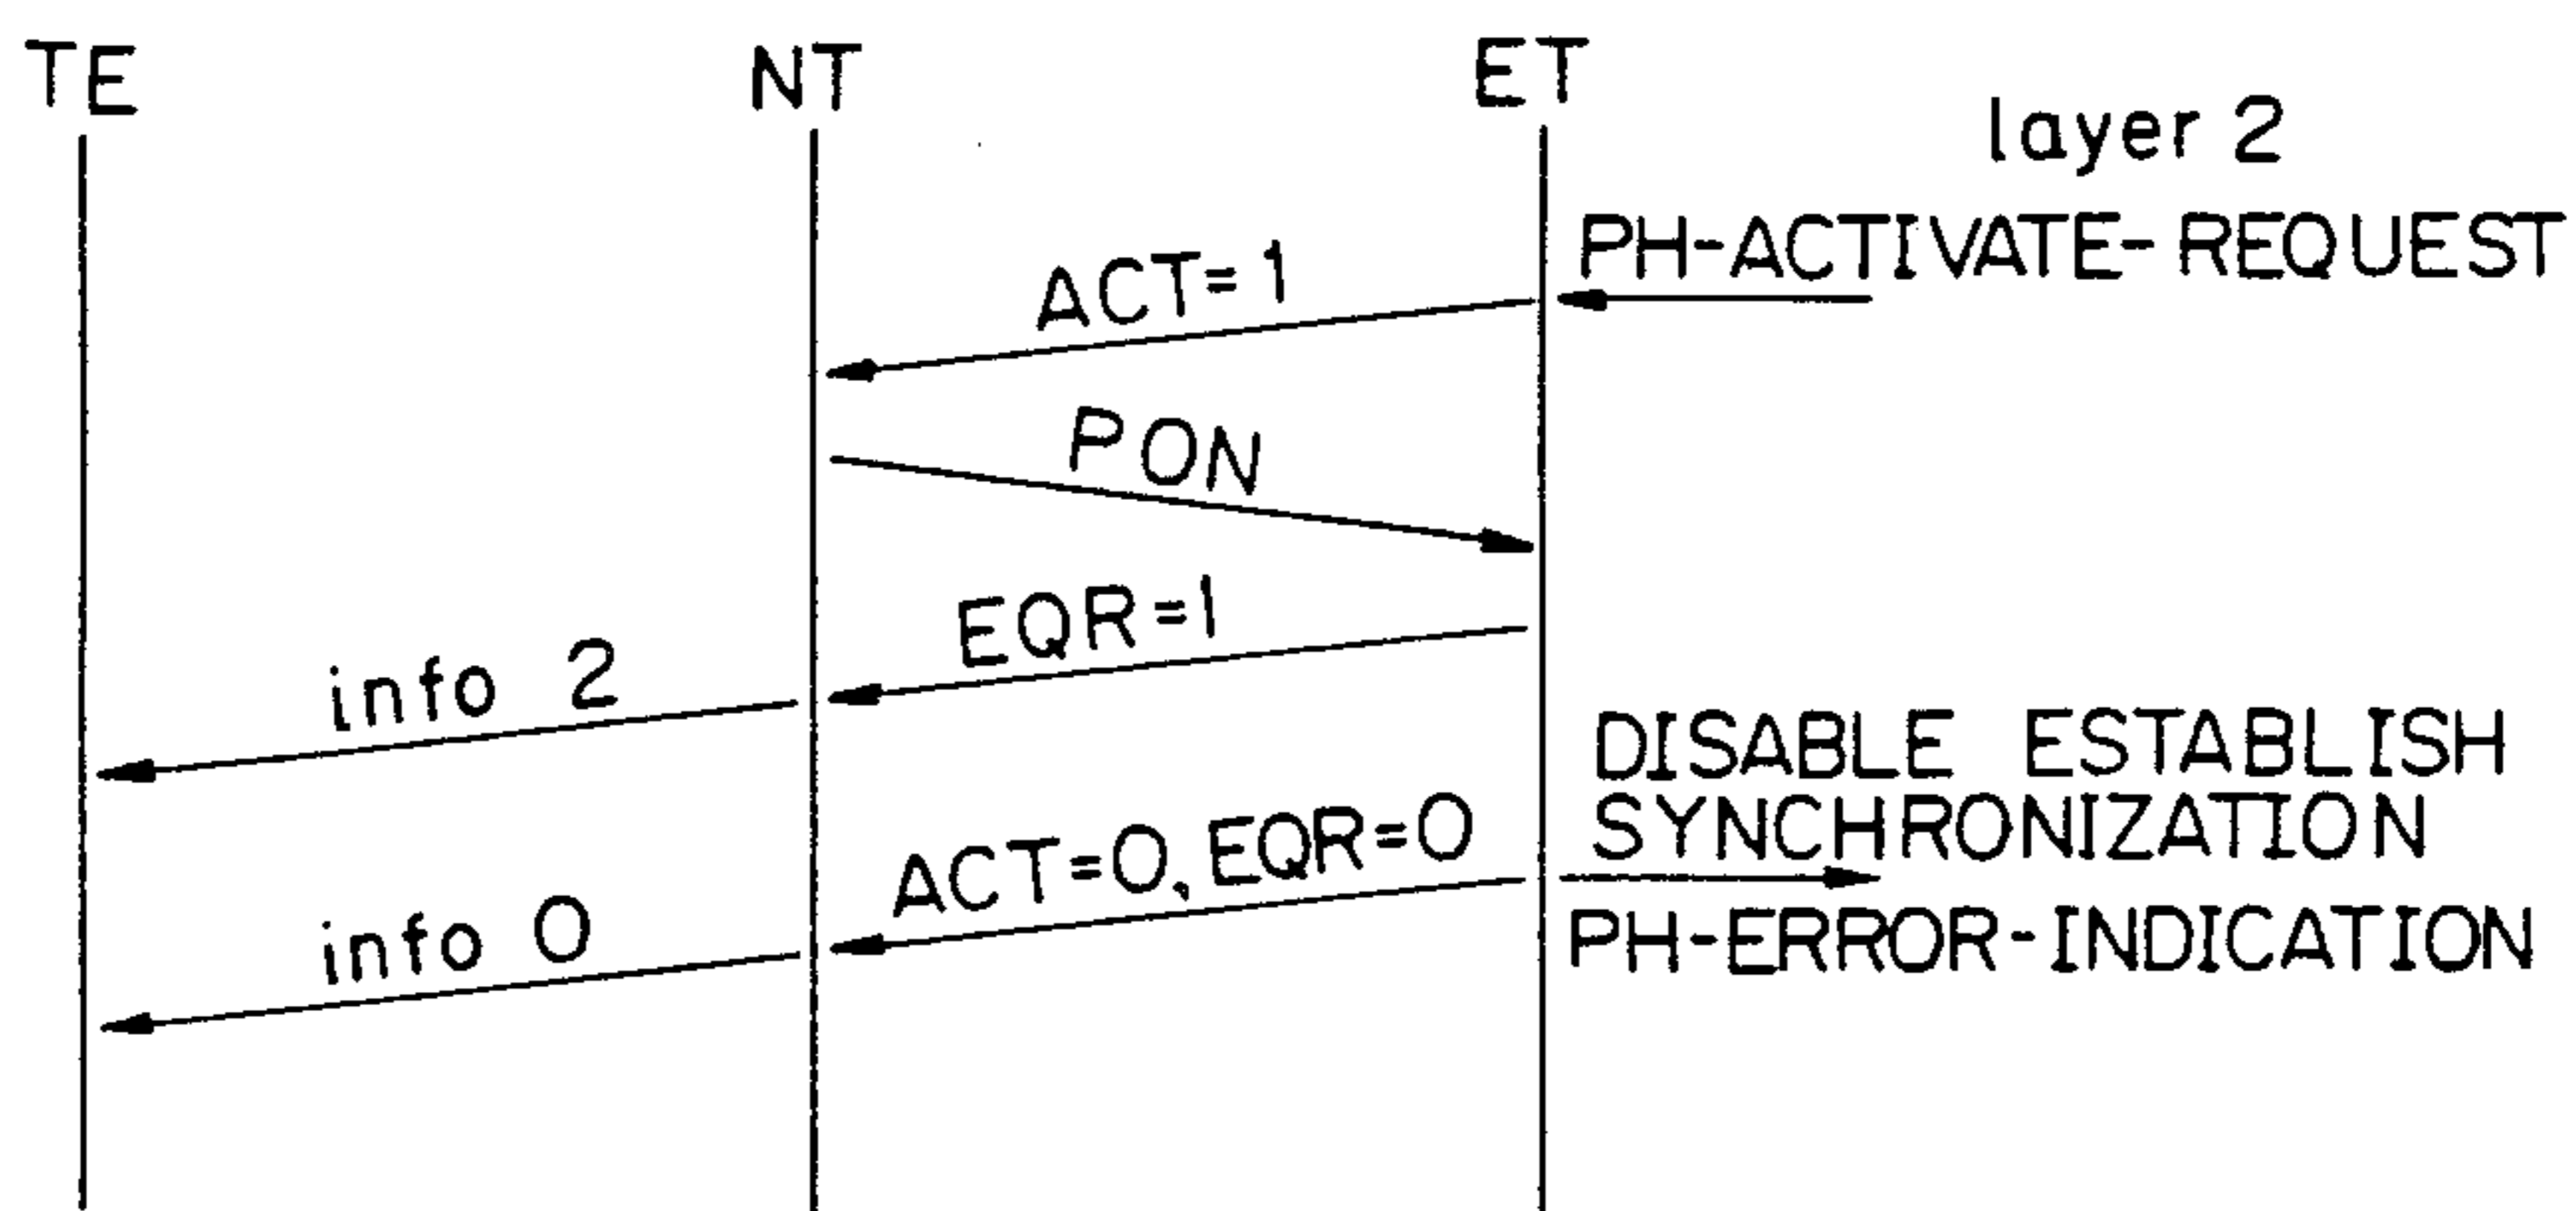 TE NT ET
layer 2
PH-ACTIVATE-REQUEST
ACT=1
PON
EQR=1
info 2
DISABLE ESTABLISH
SYNCHRONIZATION
ACT=0, EQR=0
info 0
PH-ERROR-INDICATION